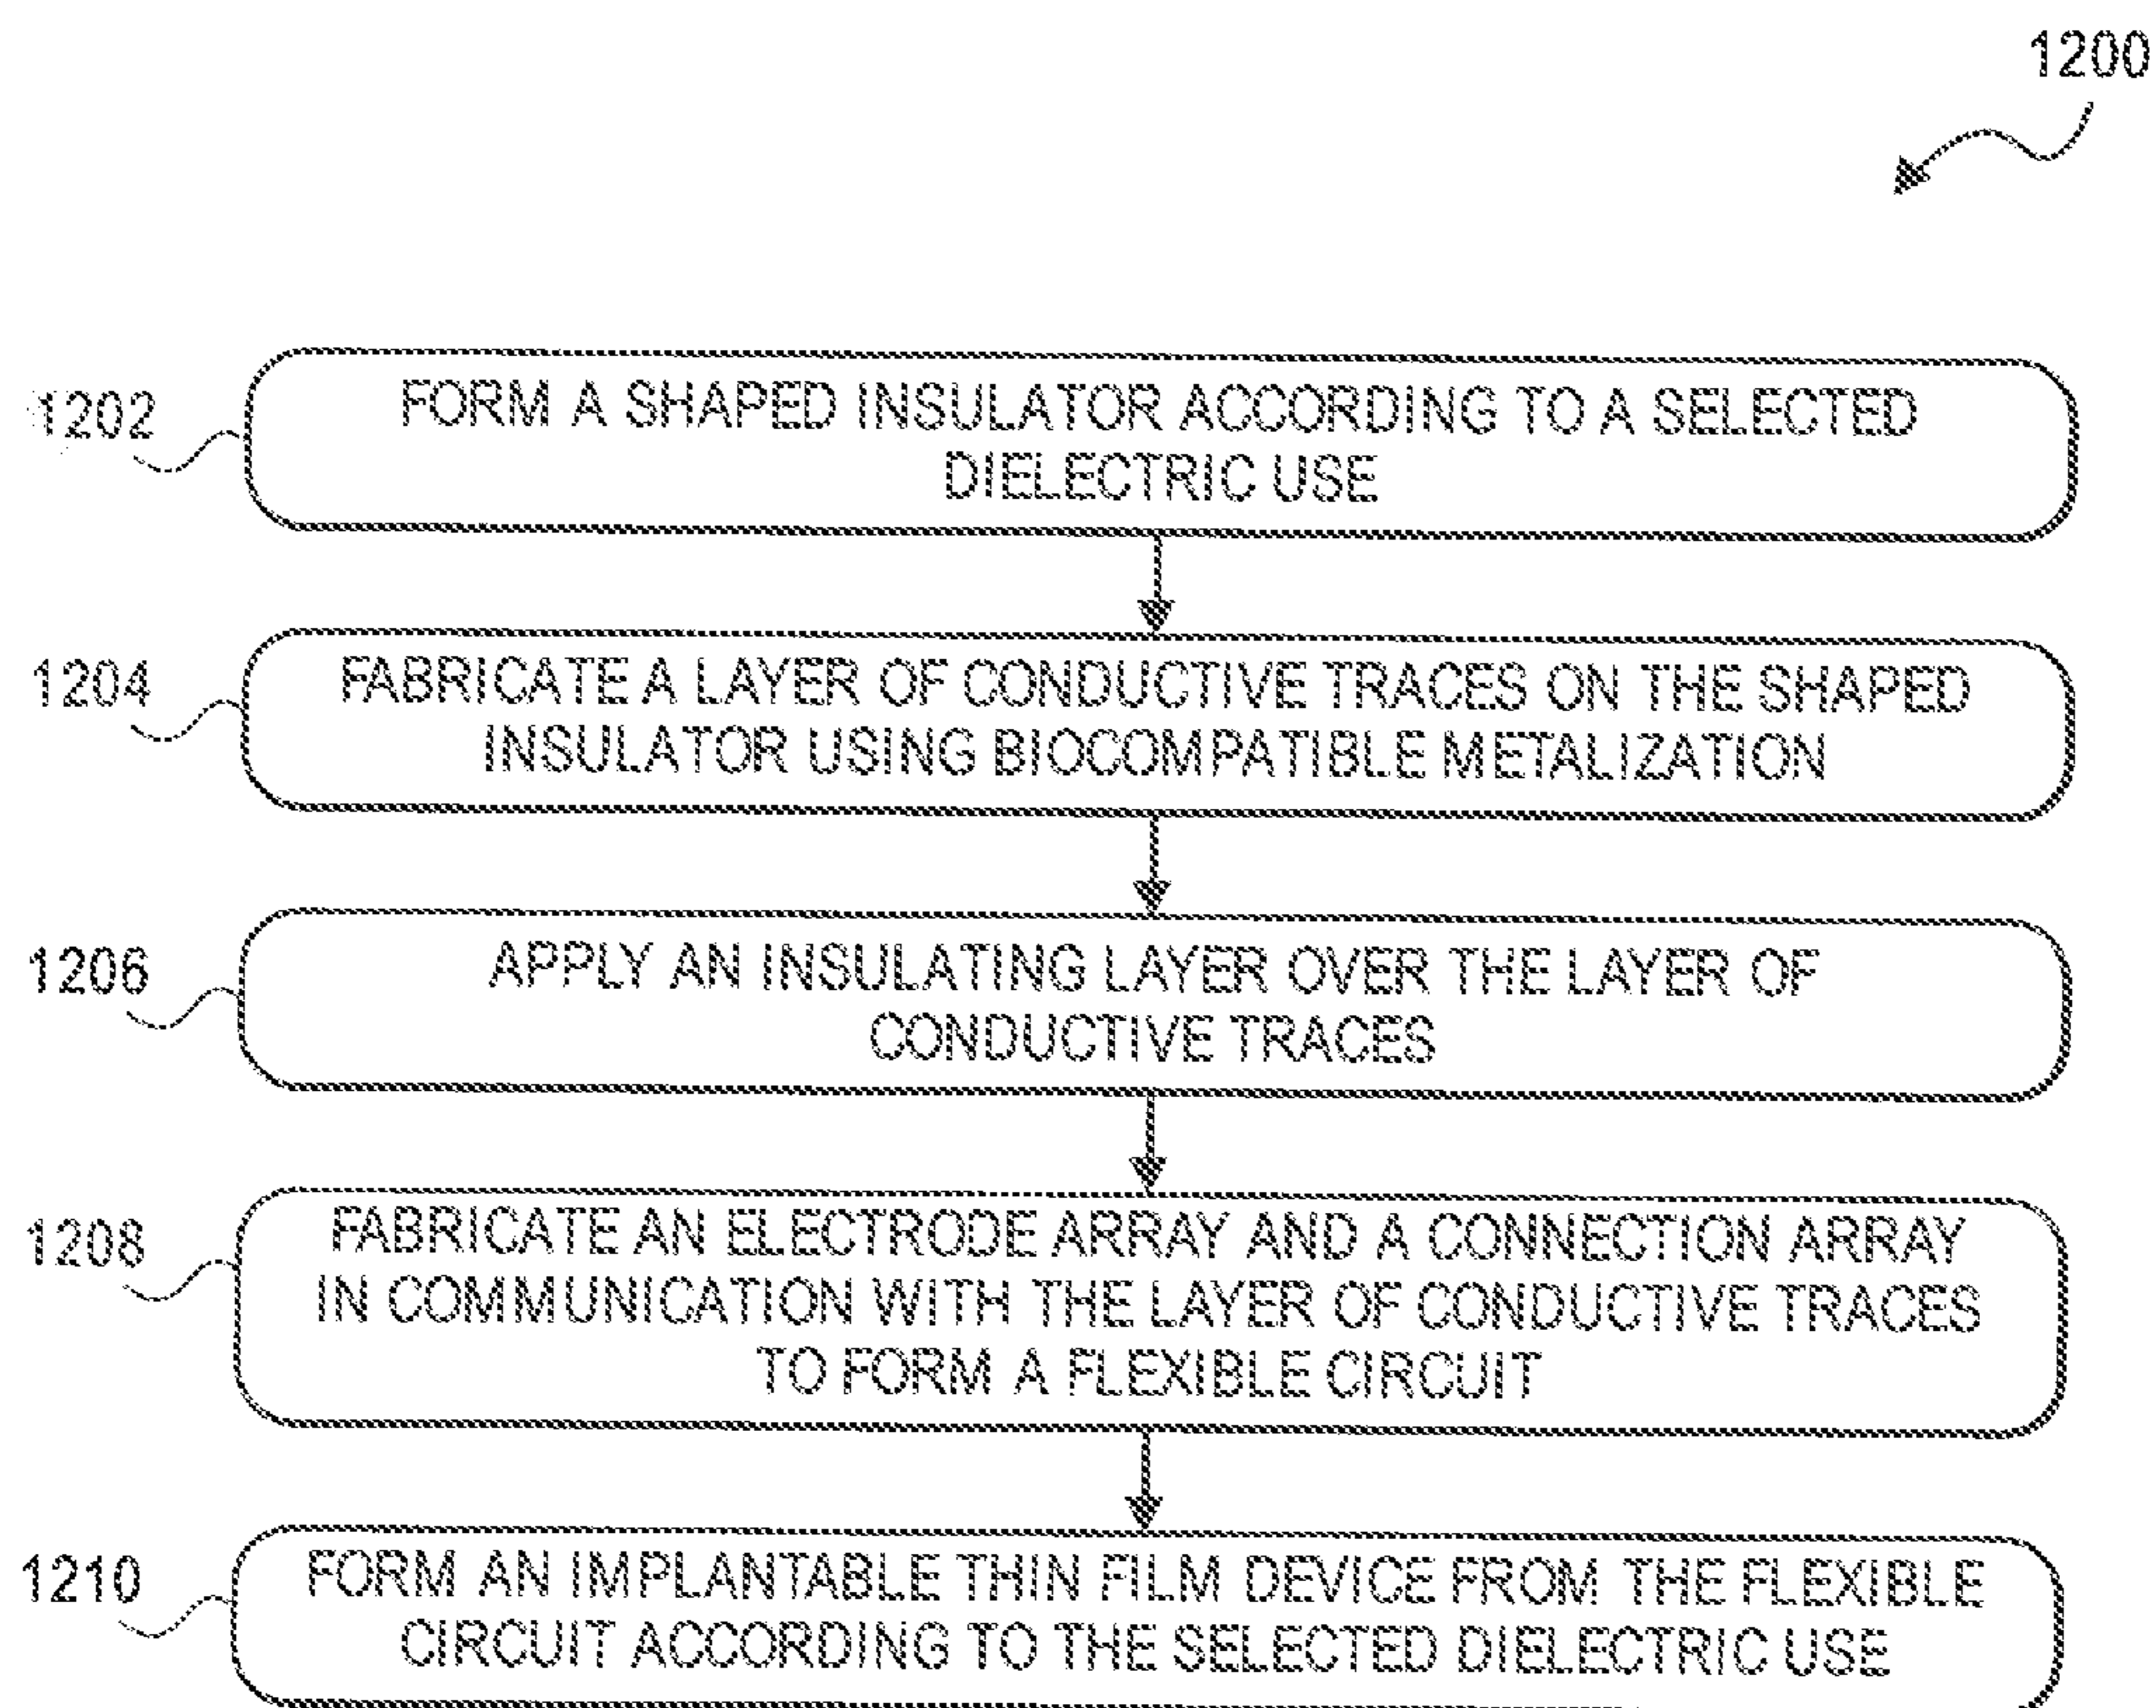 1200
1202
FORM A SHAPED INSULATOR ACCORDING TO A SELECTED
DIELECTRIC USE
1204
FABRICATE A LAYER OF CONDUCTIVE TRACES ON THE SHAPED
INSULATOR USING BIOCOMPATIBLE METALIZATION
1206
APPLY AN INSULATING LAYER OVER THE LAYER OF
CONDUCTIVE TRACES
1208
FABRICATE AN ELECTRODE ARRAY AND A CONNECTION ARRAY
IN COMMUNICATION WITH THE LAYER OF CONDUCTIVE TRACES
TO FORM A FLEXIBLE CIRCUIT
1210
FORM AN IMPLANTABLE THIN FILM DEVICE FROM THE FLEXIBLE
CIRCUIT ACCORDING TO THE SELECTED DIELECTRIC USE